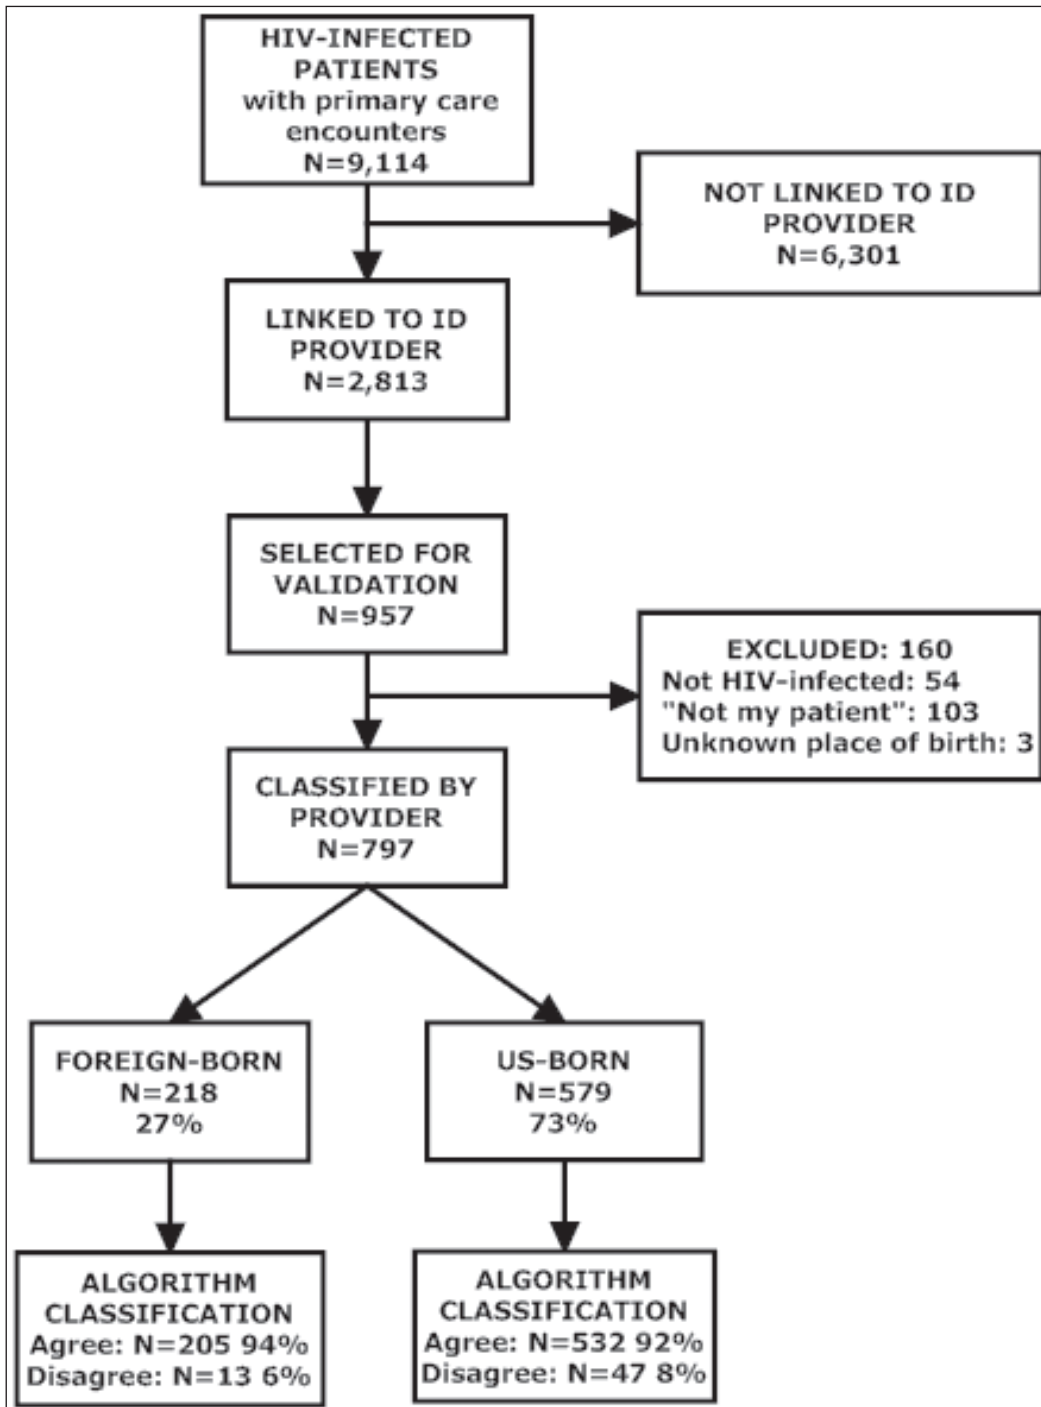 HIV-INFECTED
PATIENTS
with primary care
encounters
N=9,114
NOT LINKED TO ID
PROVIDER
N=6,301
LINKED TO ID
PROVIDER
N=2,813
SELECTED FOR
VALIDATION
N=957
EXCLUDED: 160
Not HIV-infected: 54
"Not my patient": 103
Unknown place of birth: 3
CLASSIFIED BY
PROVIDER
N=797
FOREIGN-BORN
N=218
27%
US-BORN
N=579
73%
ALGORITHM
CLASSIFICATION
Agree: N=205 94%
Disagree: N=13 6%
ALGORITHM
CLASSIFICATION
Agree: N=532 92%
Disagree: N=47 8%